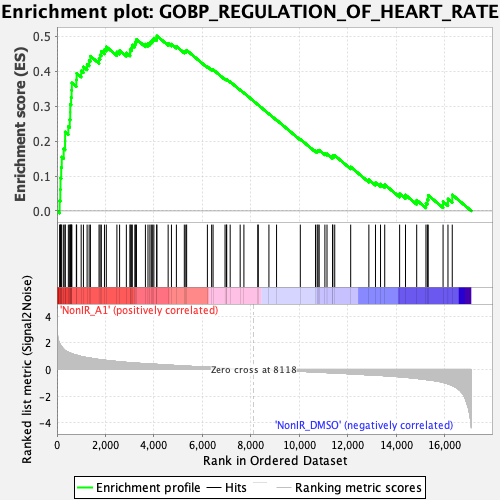 Enrichment plot: GOBP_REGULATION_OF_HEART_RATE
Enrichment score (ES)
0.5
0.4
0.3
0.2
0.1
0.0
'NonIR_A1' (positively correlated)
Ranked list metric (Signal2Noise)
4
2
0
-2
-4
Zero cross at 8118
'NonIR_DMSO' (negatively correlated)
0 2,000 4,000 6,000 8,000 10,000 12,000 14,000 16,000
Rank in Ordered Dataset
Enrichment profile Hits Ranking metric scores